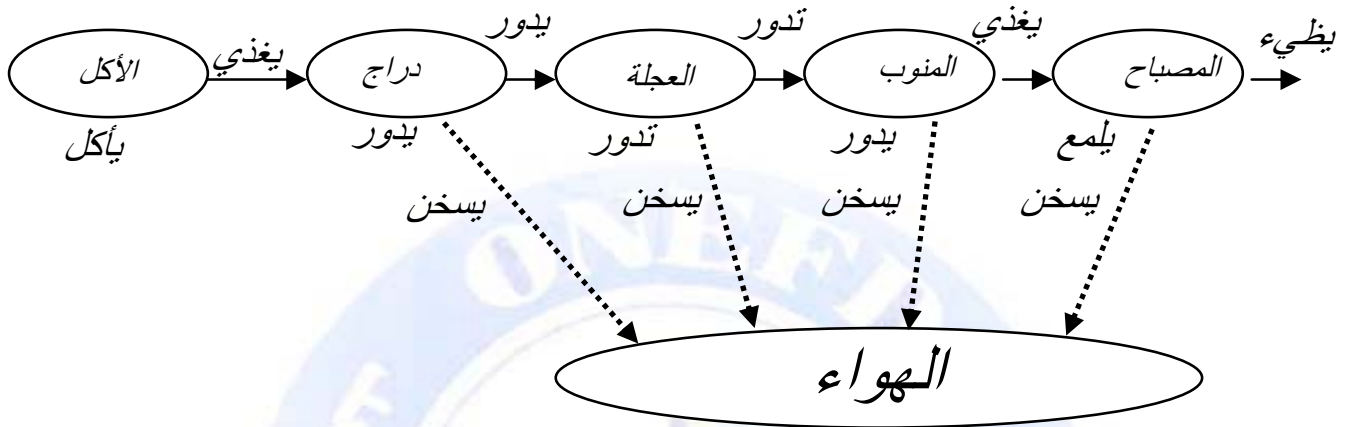 يغذي يدور تدور يغذي يظيء
الأكل دراج العجلة المنوب المصباح
يأكل يدور تدور يدور يلمع
يسخن يسخن يسخن يسخن
ONEFD
الهواء